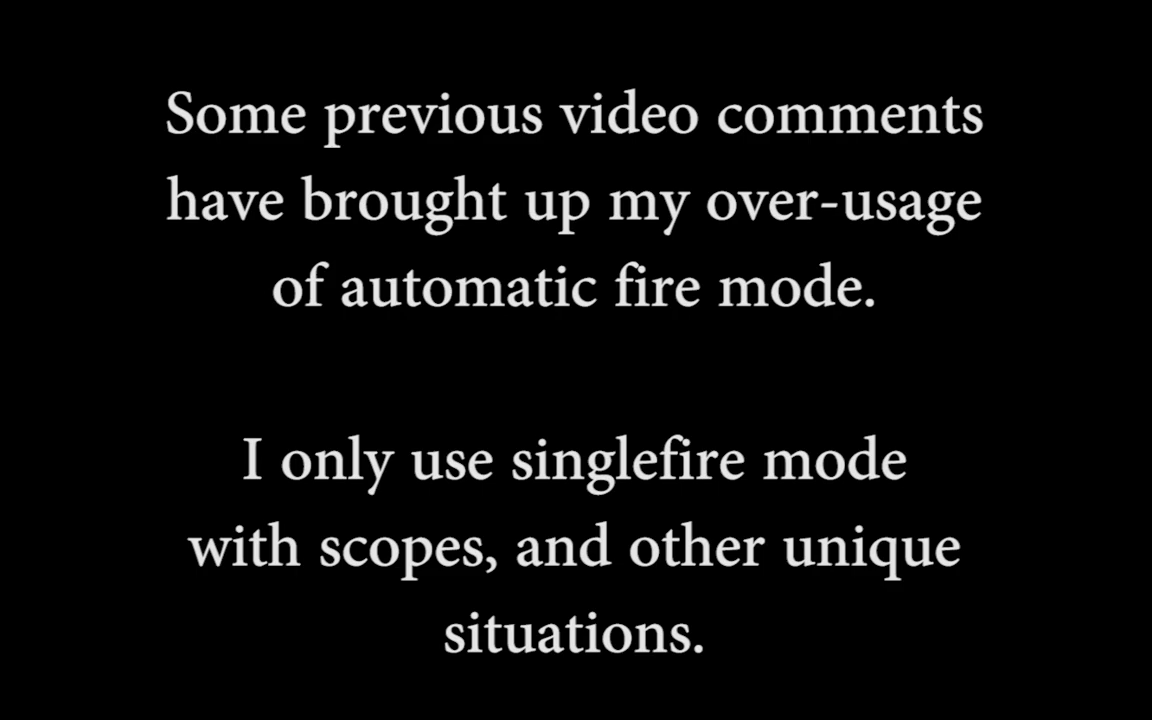 Some previous video comments
have brought up my over-usage
of automatic fire mode.
I only use singlefire mode
with scopes, and other unique
situations.